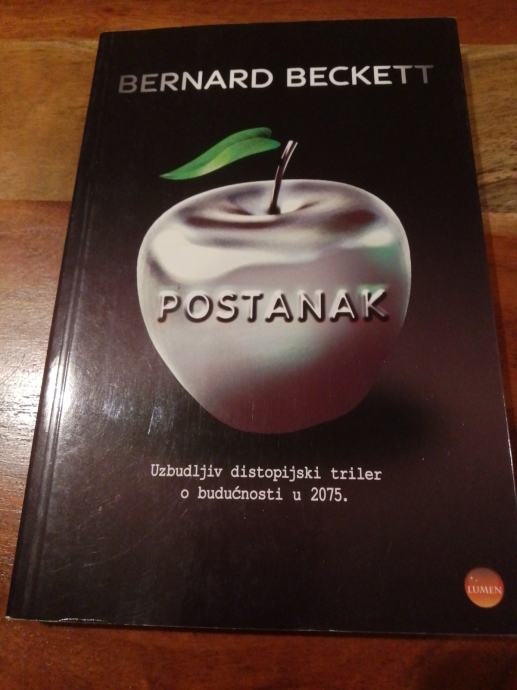 BERNARD BECKETT
POSTANAK
Uzbudljiv distopijski triler
o budućnosti u 2075.
LUMEN